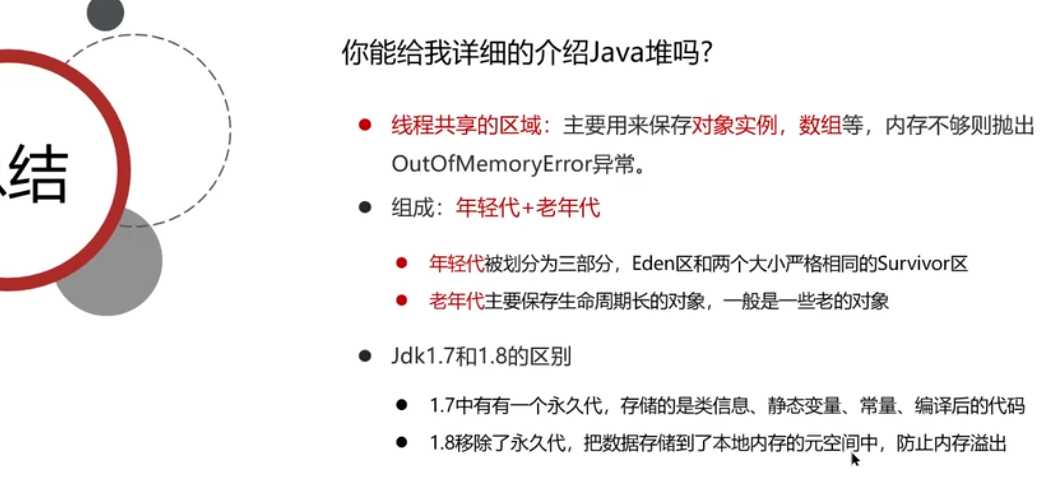 你能给我详细的介绍Java堆吗?
结
线程共享的区域：主要用来保存对象实例，数组等，内存不够则抛出
OutOfMemoryError异常。
组成：年轻代+老年代
年轻代被划分为三部分，Eden区和两个大小严格相同的Survivor区
老年代主要保存生命周期长的对象，一般是一些老的对象
Jdk1.7和1.8的区别
1.7中有有一个永久代，存储的是类信息、静态变量、常量、编译后的代码
1.8移除了永久代，把数据存储到了本地内存的元空间中，防止内存溢出